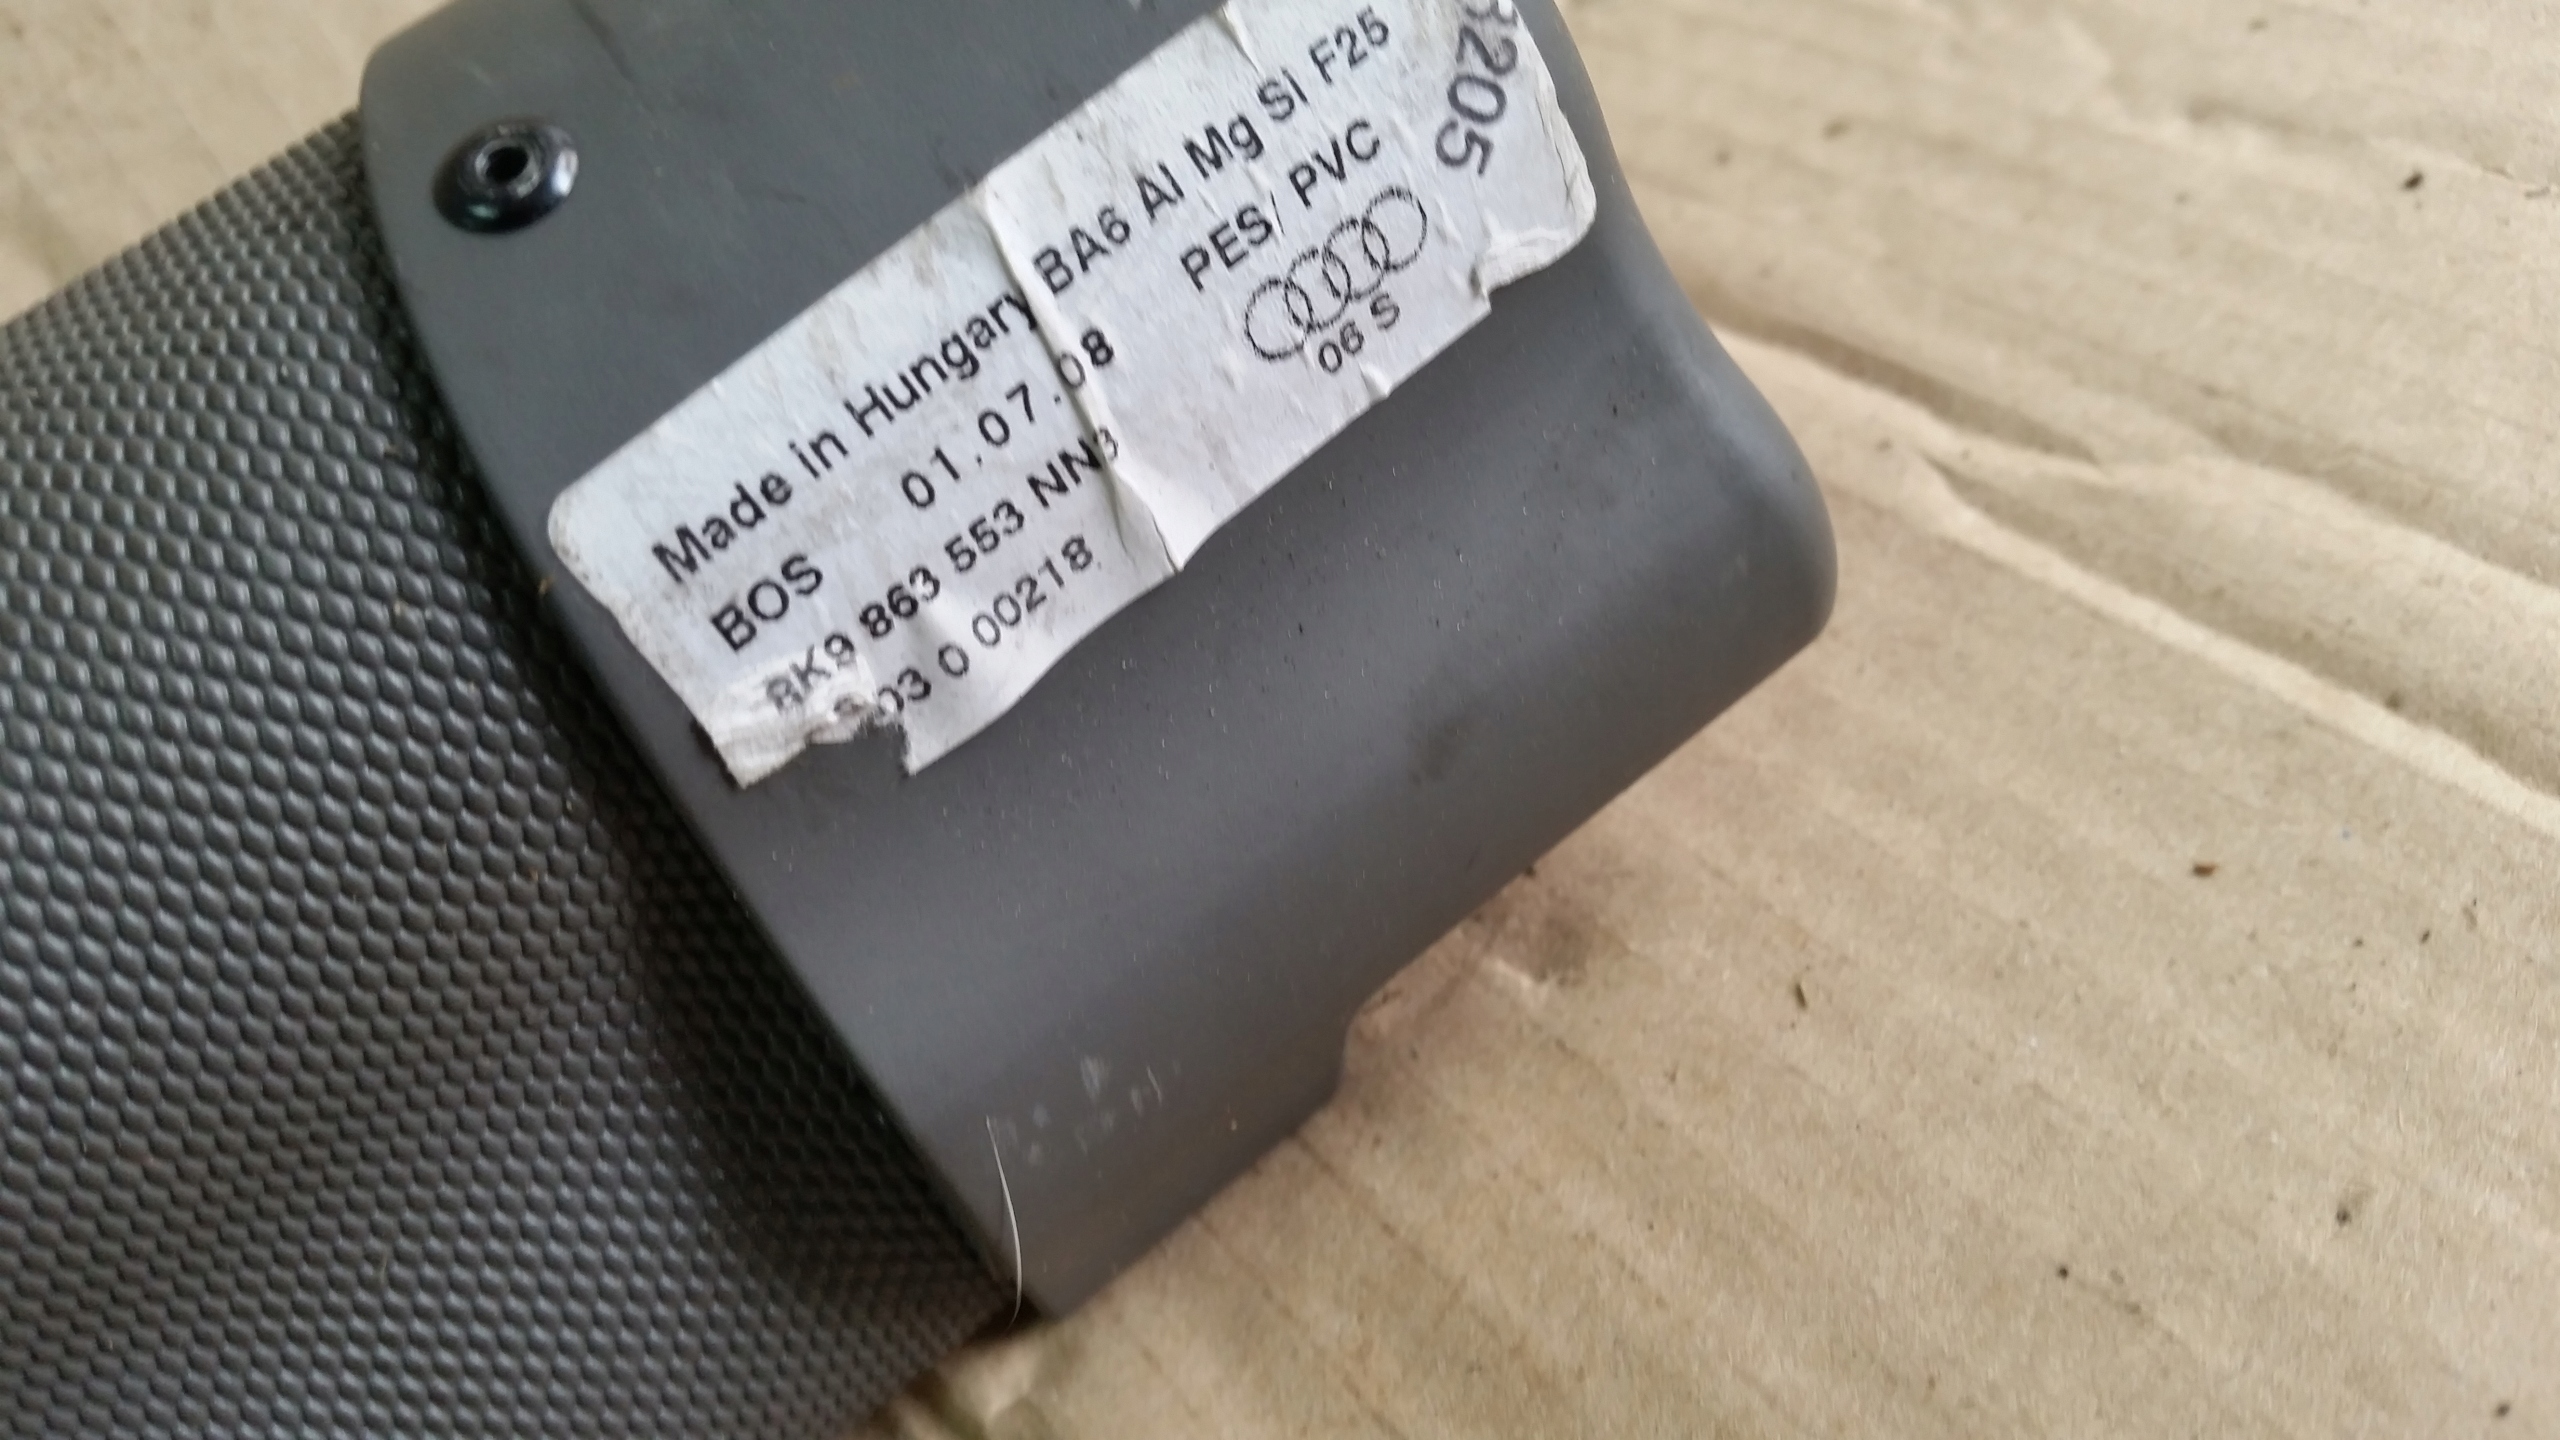 Made in Hungary BA6 Al Mg Si F25
BOS 01.07.08 PES/ PVC
8K9 863 553 NN3
06 S
03 0 00218
3205